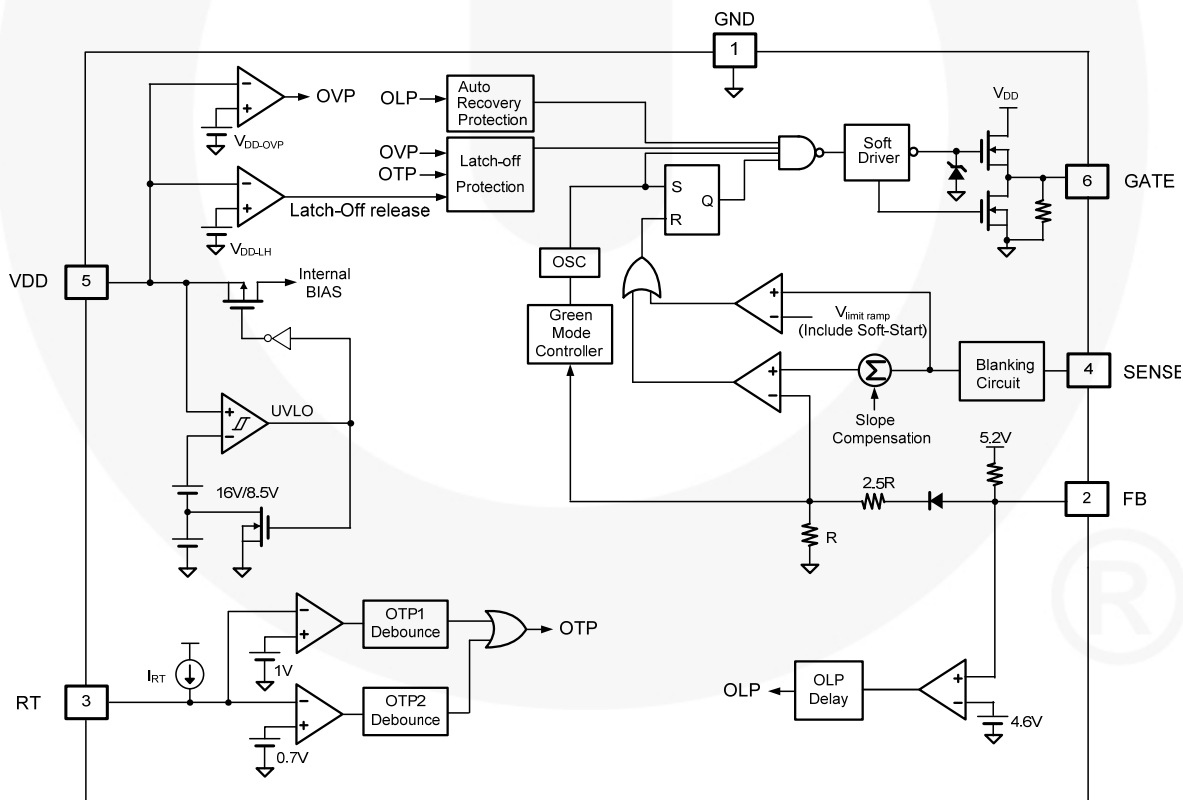 GND
1
VDD
OVP
OLP
Auto
Recovery
Protection
VDD-OVP
OVP
OTP
Latch-off
Protection
Soft
Driver
6
GATE
S
R
Q
Latch-Off release
VDD-LH
VDD
5
Internal
BIAS
OSC
Green
Mode
Controller
+
−
Vlimit ramp
(Include Soft-Start)
Σ
Blanking
Circuit
4
SENSE
Slope
Compensation
UVLO
16V/8.5V
5.2V
2.5R
2
FB
R
OTP1
Debounce
OTP
1V
IRT
RT
3
OTP2
Debounce
0.7V
OLP
OLP
Delay
4.6V
®